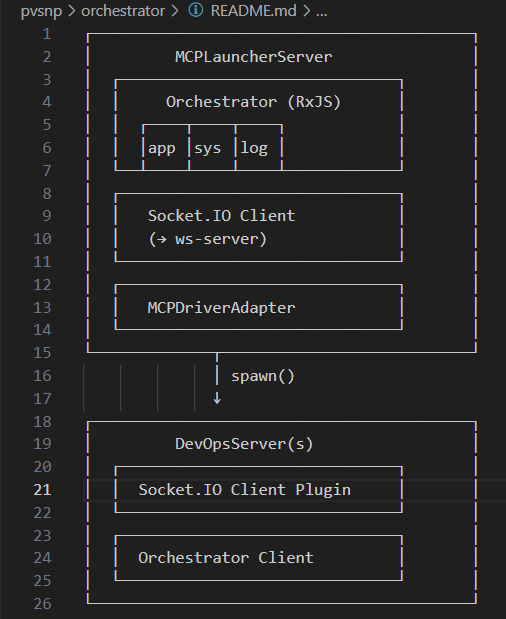 pvsnp > orchestrator > README.md > ...
1
2 MCPLauncherServer
3
4 Orchestrator (RxJS)
5
6 app sys log
7
8
9 Socket.IO Client
10 (→ ws-server)
11
12
13 MCPDriverAdapter
14
15
16 spawn()
17 ↓
18
19 DevOpsServer(s)
20
21 Socket.IO Client Plugin
22
23
24 Orchestrator Client
25
26